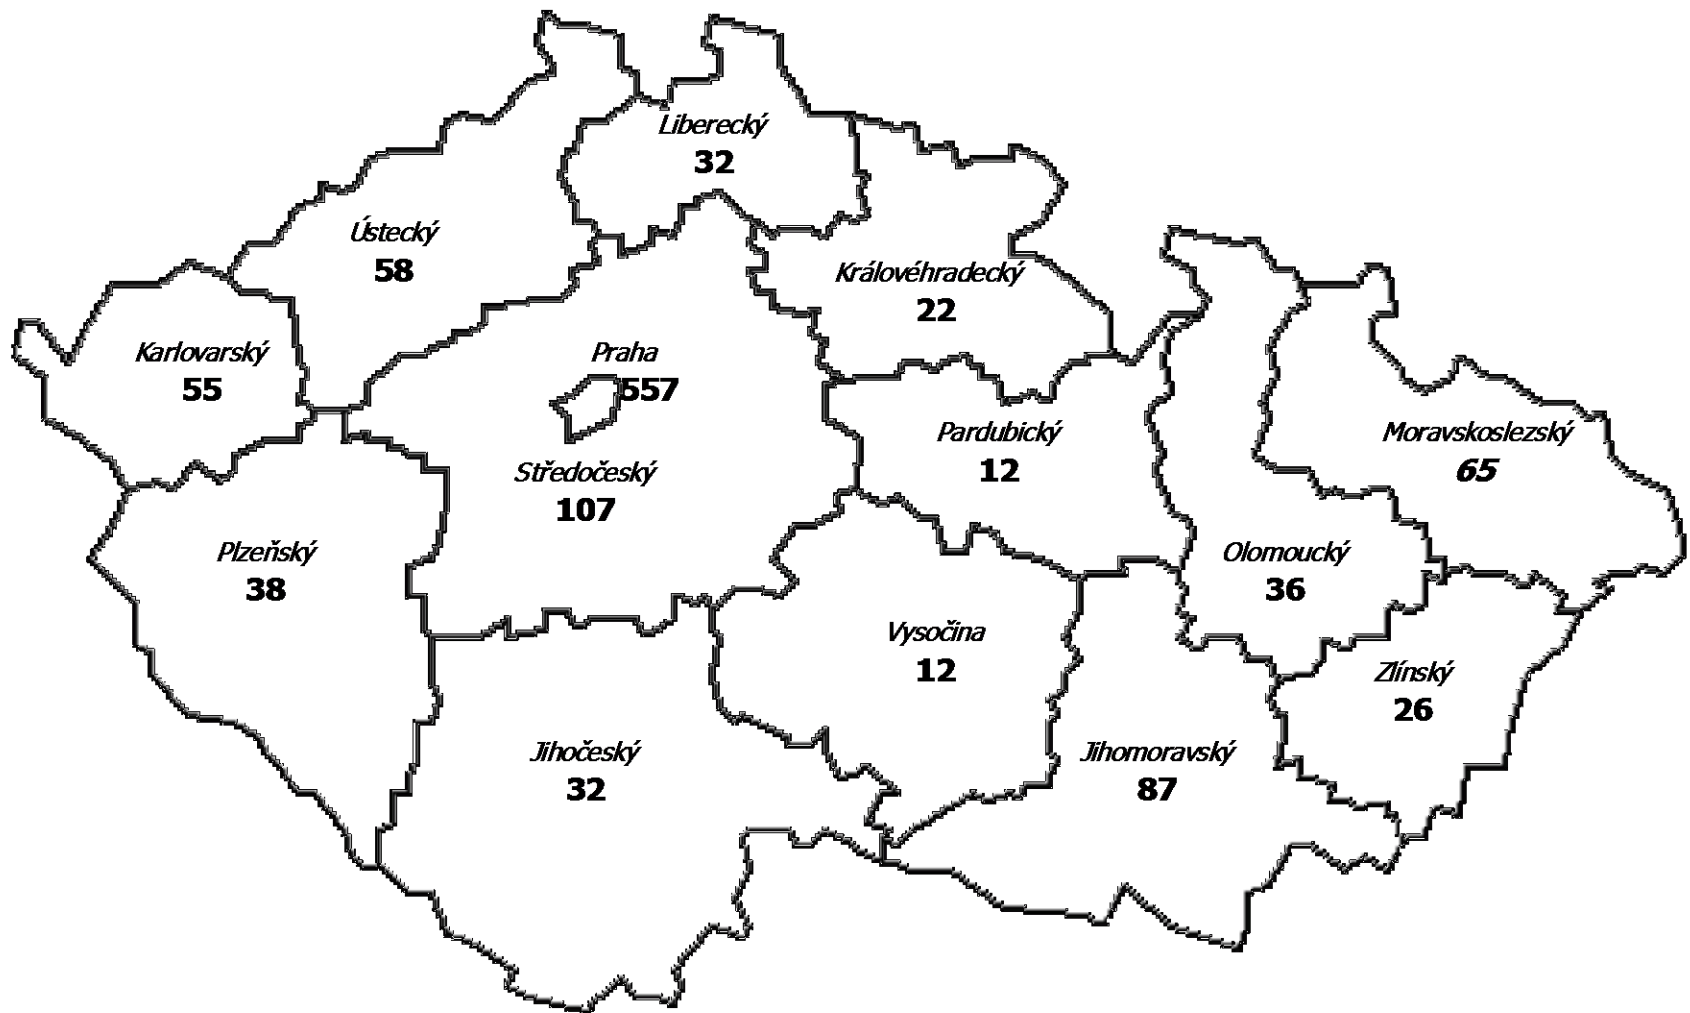 Liberecký
32
Ústecký
58
Královéhradecký
22
Karlovarský
55
Praha
557
Pardubický
12
Moravskoslezský
65
Středočeský
107
Plzeňský
38
Olomoucký
36
Vysočina
12
Zlínský
26
Jihočeský
32
Jihomoravský
87